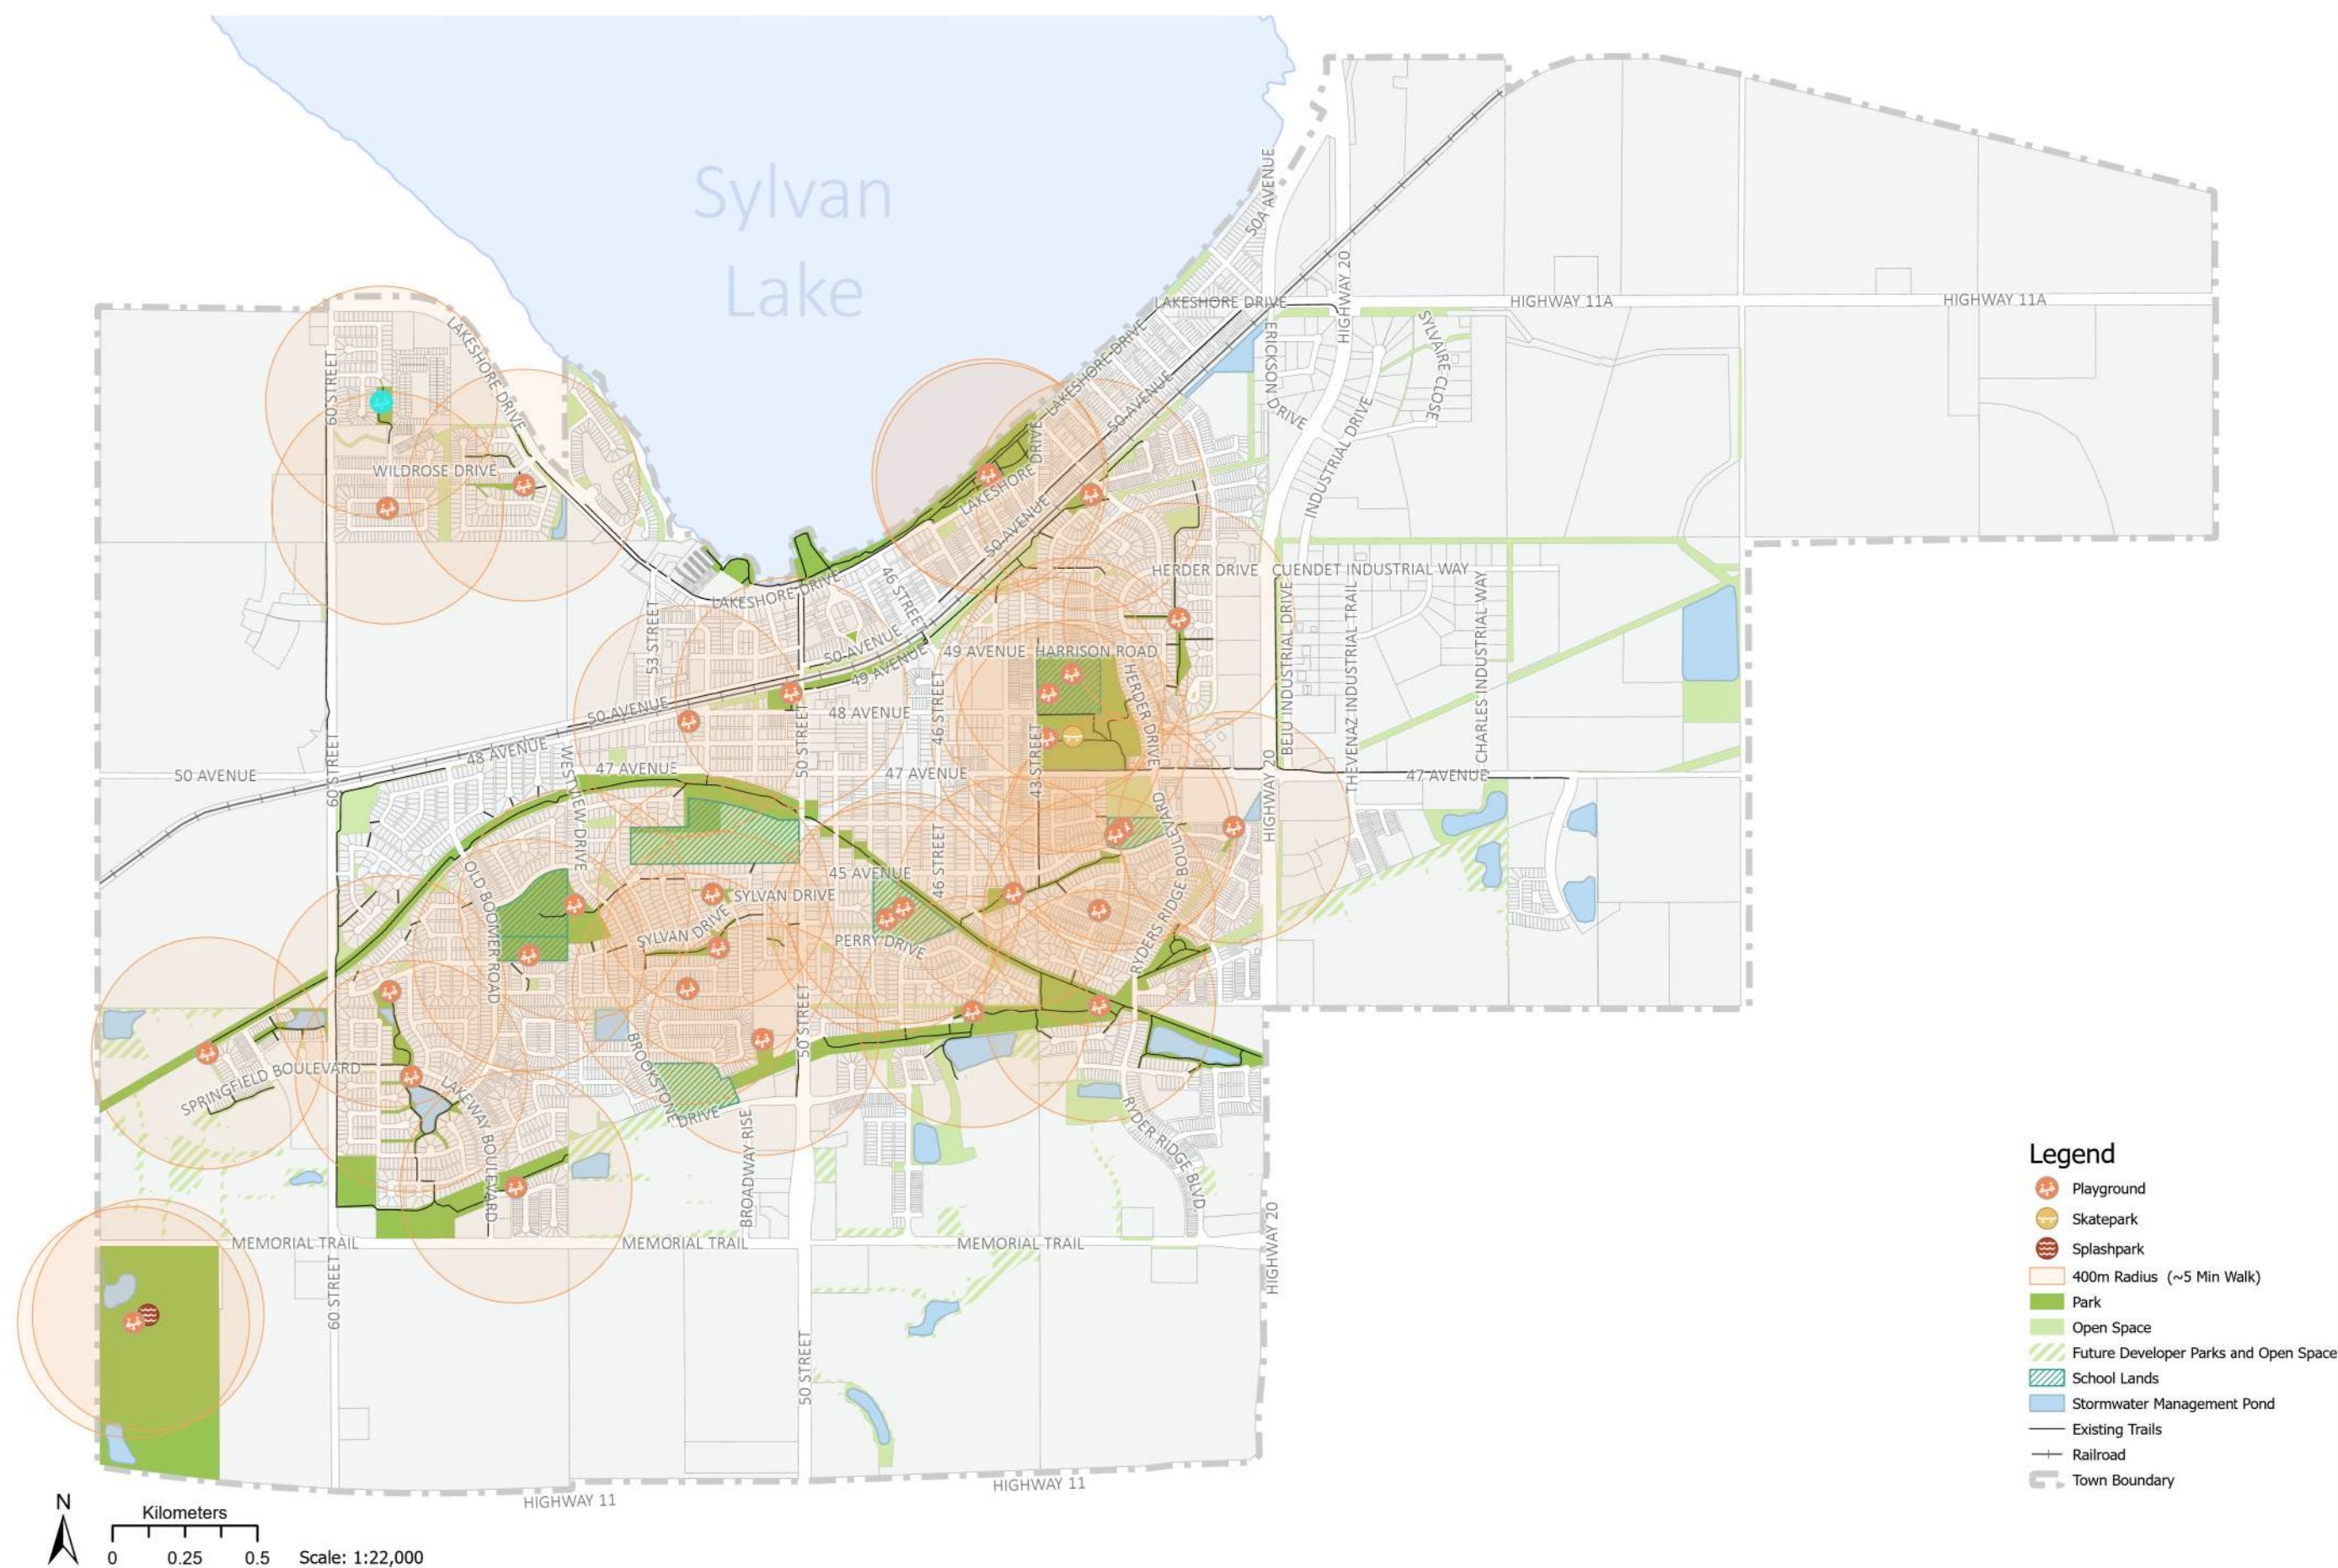 Sylvan
Lake
50A AVENUE
HIGHWAY 20
LAKESHORE DRIVE
HIGHWAY 11A
HIGHWAY 11A
LAKESHORE DRIVE
60 STREET
LAKESHORE DRIVE
ERICKSON DRIVE
SYLVAIRE CLOSE
50 AVENUE
INDUSTRIAL DRIVE
WILDROSE DRIVE
LAKESHORE DRIVE
50 AVENUE
HERDER DRIVE
CUENDET INDUSTRIAL WAY
LAKESHORE DRIVE
46 STREET
53 STREET
50 AVENUE
49 AVENUE
49 AVENUE
HARRISON ROAD
BEJU INDUSTRIAL DRIVE
THEVENAZ INDUSTRIAL TRAIL
CHARLES INDUSTRIAL WAY
HERDER DRIVE
50 AVENUE
48 AVENUE
46 STREET
50 STREET
43 STREET
48 AVENUE
WESTVIEW DRIVE
47 AVENUE
47 AVENUE
47 AVENUE
50 AVENUE
60 STREET
HIGHWAY 20
RYDERS RIDGE BOULEVARD
46 STREET
45 AVENUE
OLD BOOMER ROAD
SYLVAN DRIVE
SYLVAN DRIVE
PERRY DRIVE
50 STREET
SPRINGFIELD BOULEVARD
LAKEWAY BOULEVARD
BROOKSTONE DRIVE
BROADWAY RISE
RYDER RIDGE BLVD.
MEMORIAL TRAIL
MEMORIAL TRAIL
MEMORIAL TRAIL
60 STREET
50 STREET
HIGHWAY 20
HIGHWAY 11
HIGHWAY 11
Legend
Playground
Skatepark
Splashpark
400m Radius (~5 Min Walk)
Park
Open Space
Future Developer Parks and Open Space
School Lands
Stormwater Management Pond
Existing Trails
Railroad
Town Boundary
N
Kilometers
0 0.25 0.5
Scale: 1:22,000